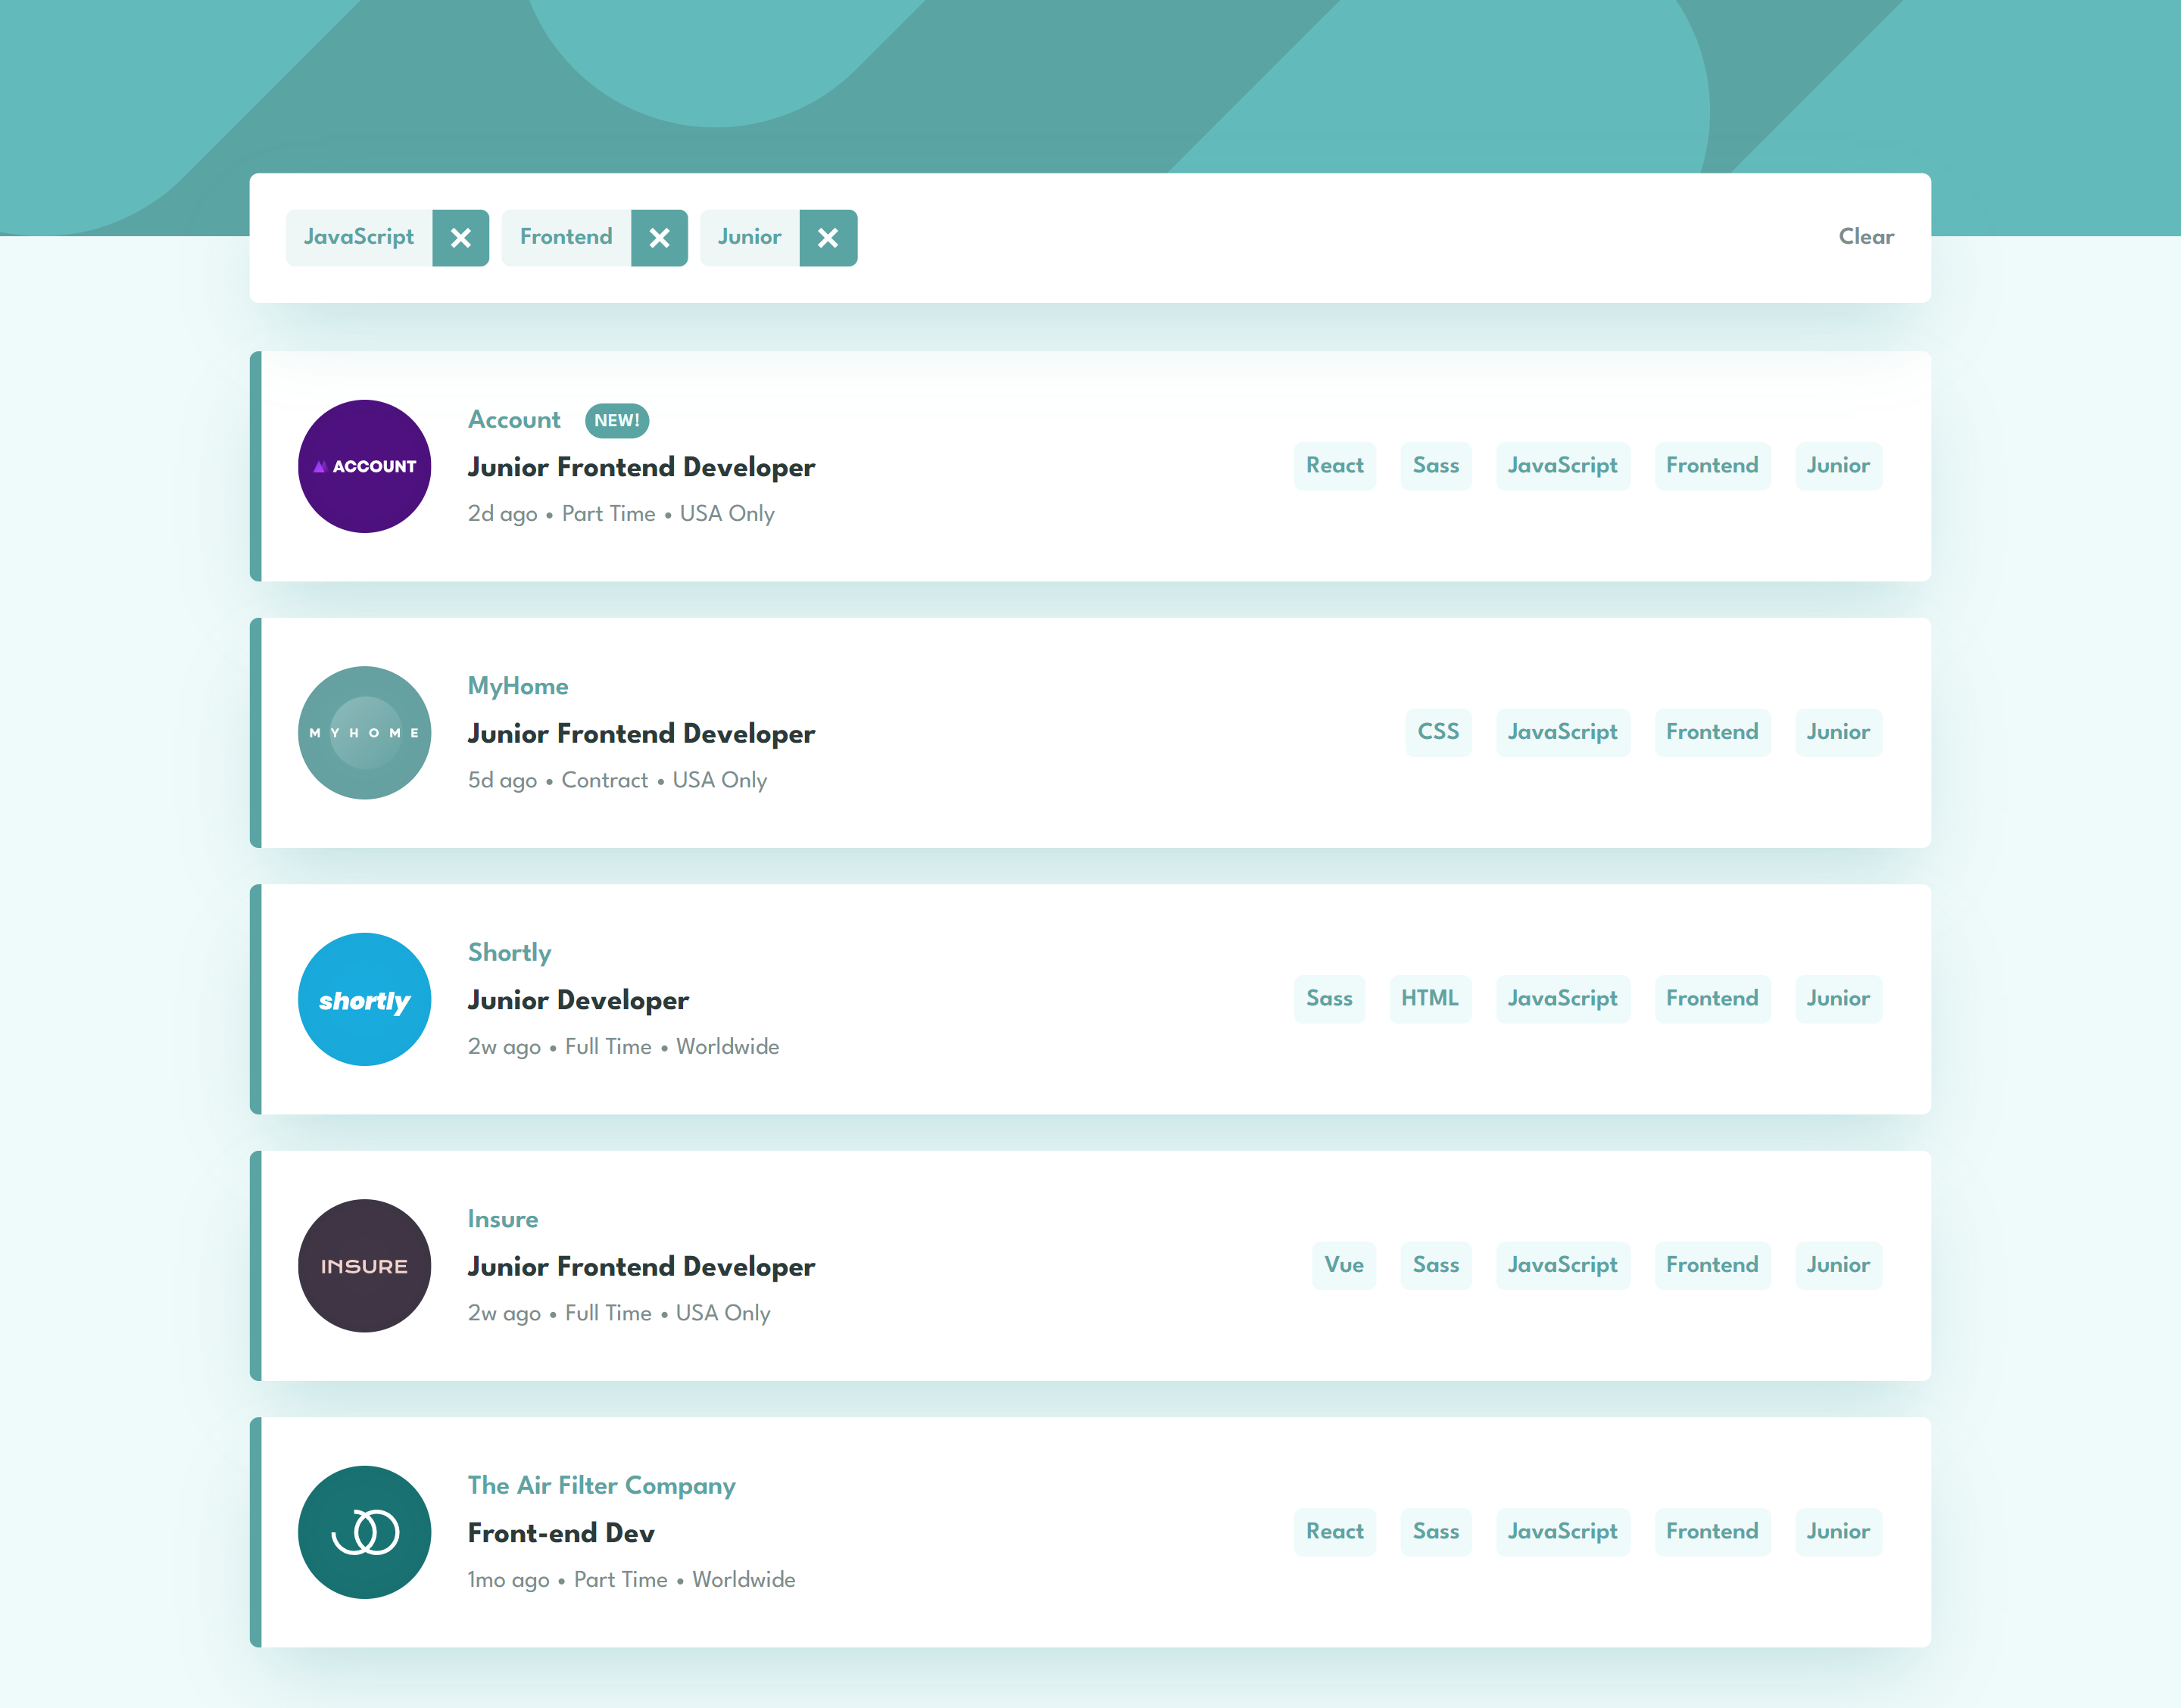 JavaScript Frontend Junior Clear
Account NEW!
ACCOUNT
Junior Frontend Developer
React Sass JavaScript Frontend Junior
2d ago • Part Time • USA Only
MyHome
MYHOME
Junior Frontend Developer
CSS JavaScript Frontend Junior
5d ago • Contract • USA Only
Shortly
shortly
Junior Developer
Sass HTML JavaScript Frontend Junior
2w ago • Full Time • Worldwide
Insure
INSURE
Junior Frontend Developer
Vue Sass JavaScript Frontend Junior
2w ago • Full Time • USA Only
The Air Filter Company
Front-end Dev
React Sass JavaScript Frontend Junior
1mo ago • Part Time • Worldwide